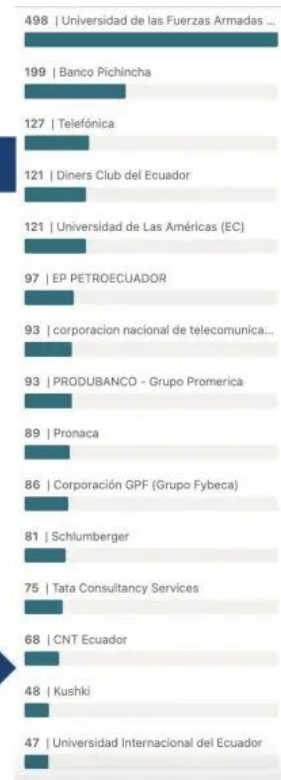 498 | Universidad de las Fuerzas Armadas ...
199 | Banco Pichincha
127 | Telefónica
121 | Diners Club del Ecuador
121 | Universidad de Las Américas (EC)
97 | EP PETROECUADOR
93 | corporacion nacional de telecomunica...
93 | PRODUBANCO - Grupo Promerica
89 | Pronaca
86 | Corporación GPF (Grupo Fybeca)
81 | Schlumberger
75 | Tata Consultancy Services
68 | CNT Ecuador
48 | Kushki
47 | Universidad Internacional del Ecuador